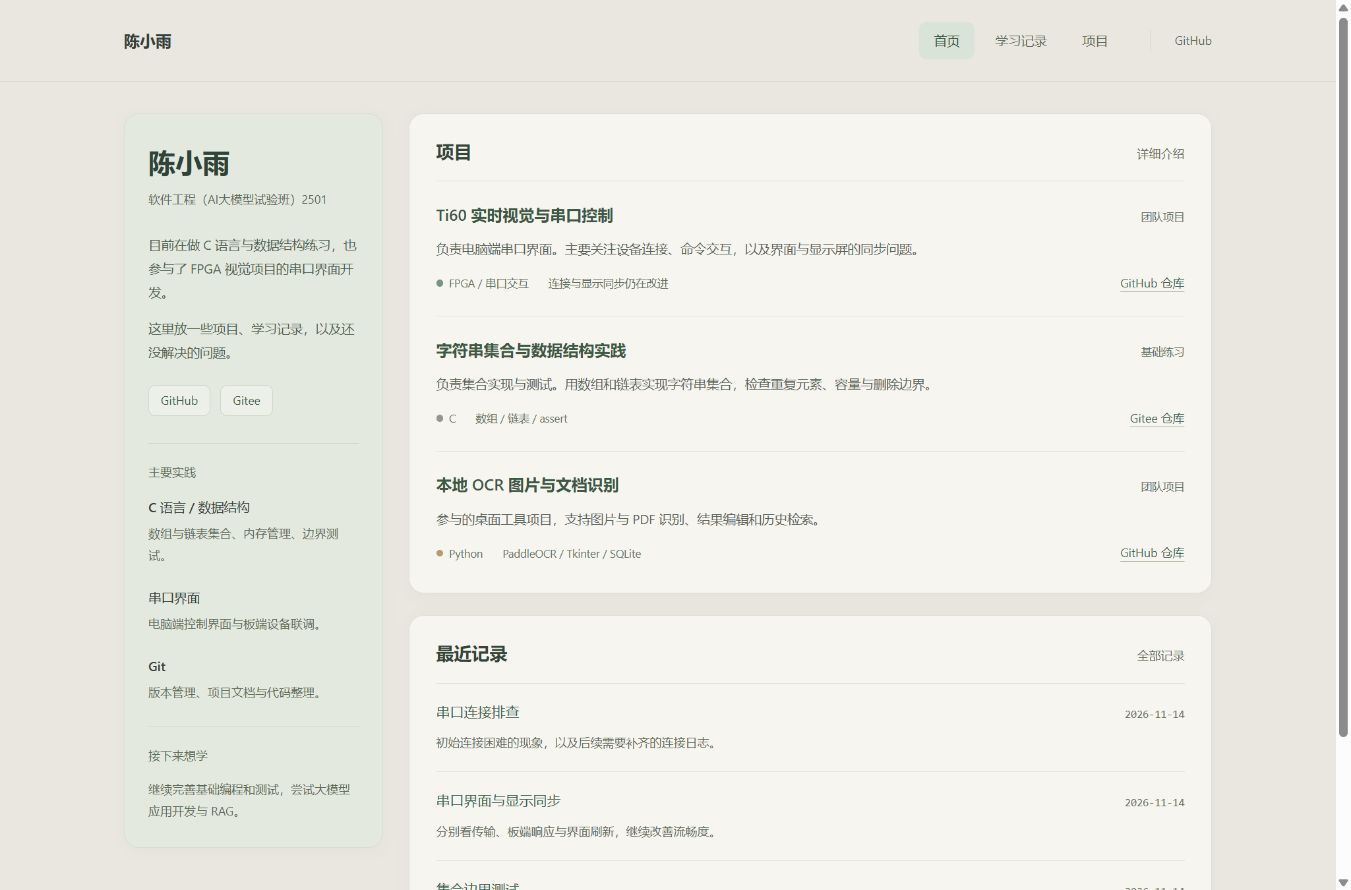 陈小雨
首页 学习记录 项目 GitHub
陈小雨
软件工程（AI大模型试验班）2501
目前在做 C 语言与数据结构练习，也
参与了 FPGA 视觉项目的串口界面开
发。
这里放一些项目、学习记录，以及还
没解决的问题。
GitHub Gitee
主要实践
C 语言 / 数据结构
数组与链表集合、内存管理、边界测
试。
串口界面
电脑端控制界面与板端设备联调。
Git
版本管理、项目文档与代码整理。
接下来想学
继续完善基础编程和测试，尝试大模型
应用开发与 RAG。
项目 详细介绍
Ti60 实时视觉与串口控制 团队项目
负责电脑端串口界面。主要关注设备连接、命令交互，以及界面与显示屏的同步问题。
FPGA / 串口交互 连接与显示同步仍在改进 GitHub 仓库
字符串集合与数据结构实践 基础练习
负责集合实现与测试。用数组和链表实现字符串集合，检查重复元素、容量与删除边界。
C 数组 / 链表 / assert Gitee 仓库
本地 OCR 图片与文档识别 团队项目
参与的桌面工具项目，支持图片与 PDF 识别、结果编辑和历史检索。
Python PaddleOCR / Tkinter / SQLite GitHub 仓库
最近记录 全部记录
串口连接排查 2026-11-14
初始连接困难的现象，以及后续需要补齐的连接日志。
串口界面与显示同步 2026-11-14
分别看传输、板端响应与界面刷新，继续改善流畅度。
集合边界测试 2026-11-14